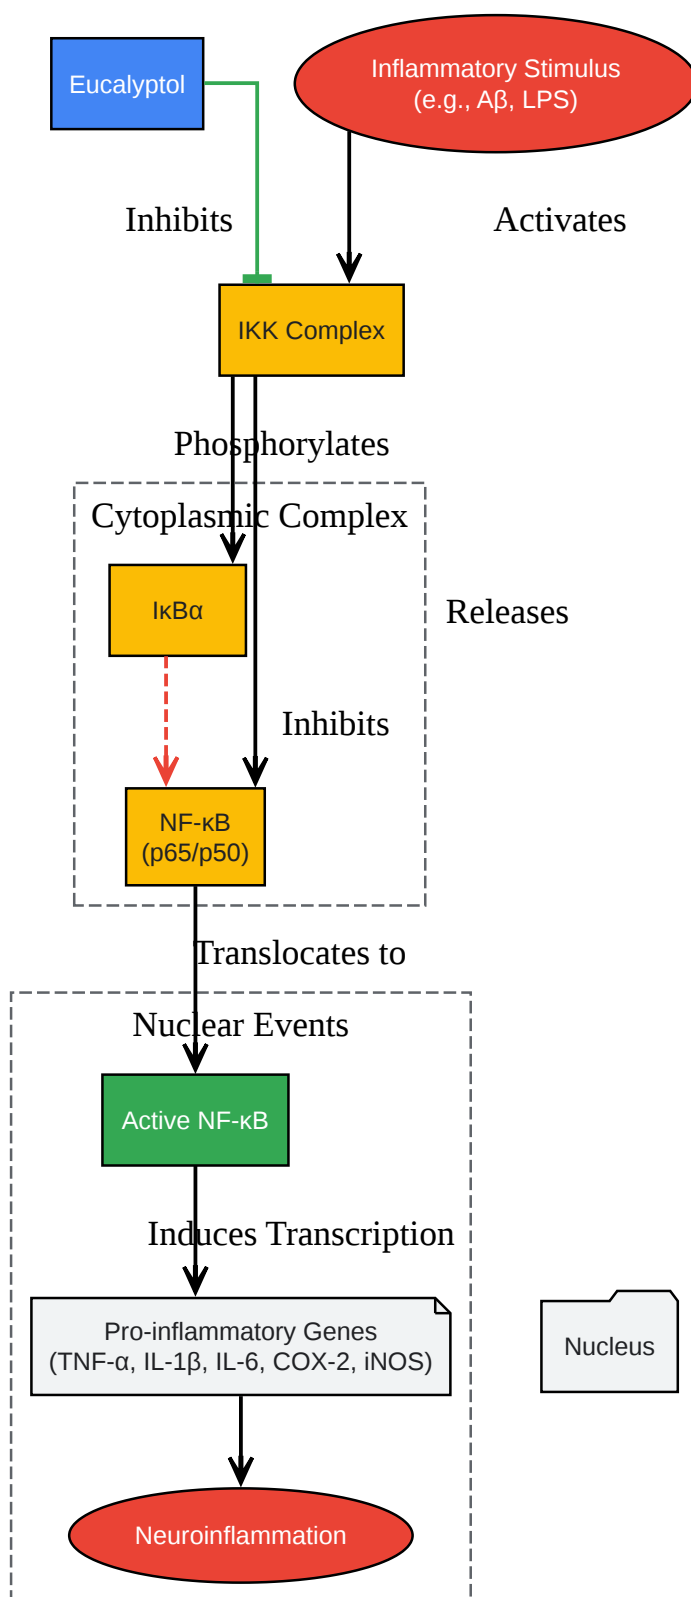 Eucalyptol
Inflammatory Stimulus
(e.g., Aβ, LPS)
Inhibits
Activates
IKK Complex
Phosphorylates
Cytoplasmic Complex
IκBα
Releases
Inhibits
NF-κB
(p65/p50)
Translocates to
Nuclear Events
Active NF-κB
Induces Transcription
Pro-inflammatory Genes
(TNF-α, IL-1β, IL-6, COX-2, iNOS)
Nucleus
Neuroinflammation